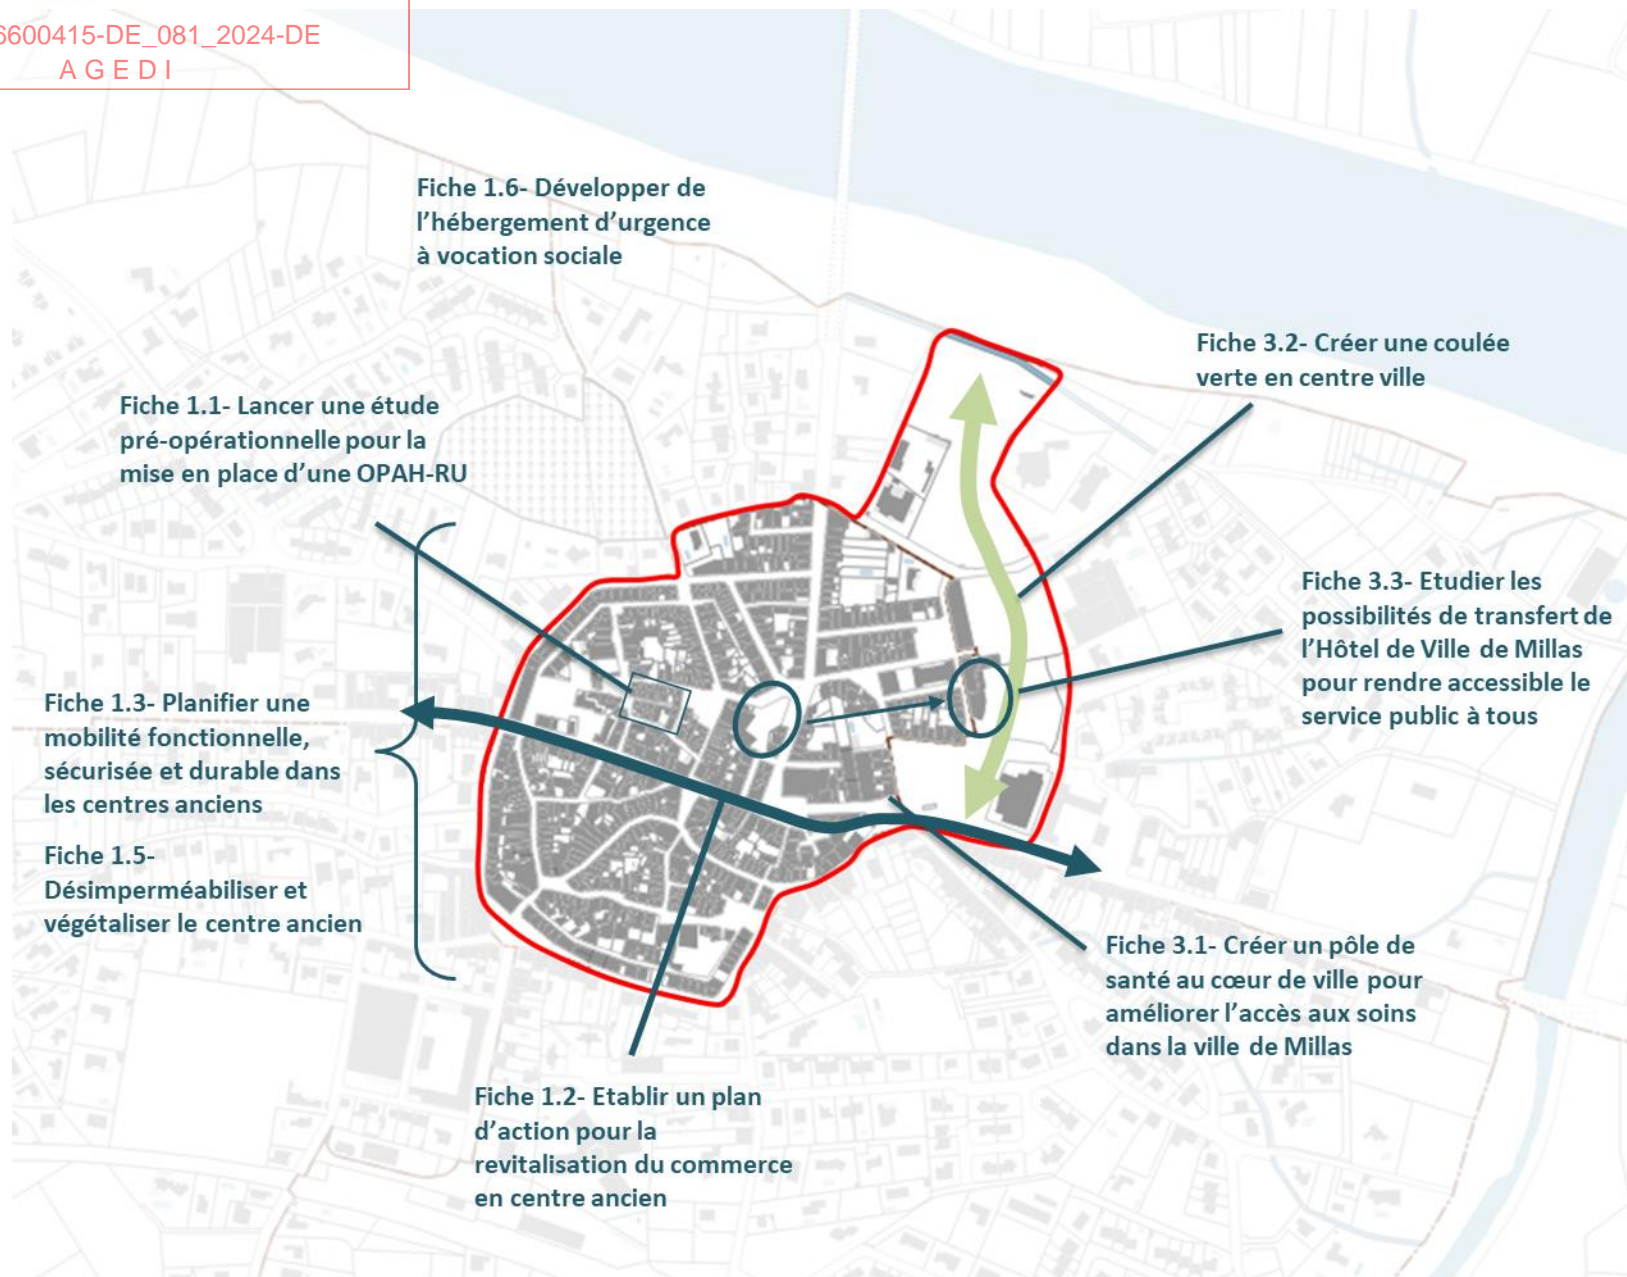 6600415-DE_081_2024-DE
A G E D I
Fiche 1.6- Développer de
l’hébergement d’urgence
à vocation sociale
Fiche 3.2- Créer une coulée
verte en centre ville
Fiche 1.1- Lancer une étude
pré-opérationnelle pour la
mise en place d’une OPAH-RU
Fiche 3.3- Etudier les
possibilités de transfert de
l’Hôtel de Ville de Millas
pour rendre accessible le
service public à tous
Fiche 1.3- Planifier une
mobilité fonctionnelle,
sécurisée et durable dans
les centres anciens
Fiche 1.5-
Désimperméabiliser et
végétaliser le centre ancien
Fiche 3.1- Créer un pôle de
santé au cœur de ville pour
améliorer l’accès aux soins
dans la ville de Millas
Fiche 1.2- Etablir un plan
d’action pour la
revitalisation du commerce
en centre ancien